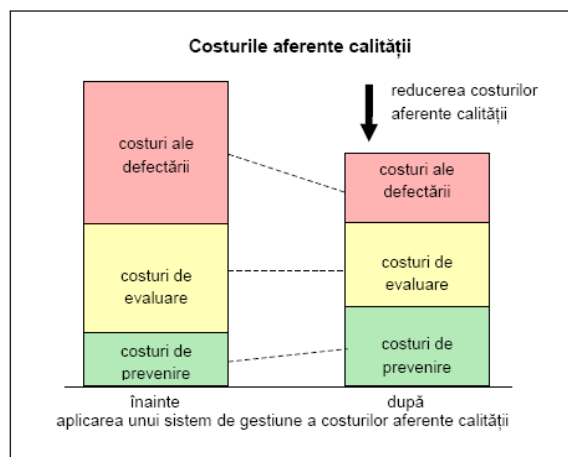 Costurile aferente calității
reducerea costurilor
aferente calității
costuri ale
defectării
costuri ale
defectării
costuri de
evaluare
costuri de
evaluare
costuri de
prevenire
costuri de
prevenire
înainte
după
aplicarea unui sistem de gestiune a costurilor aferente calității